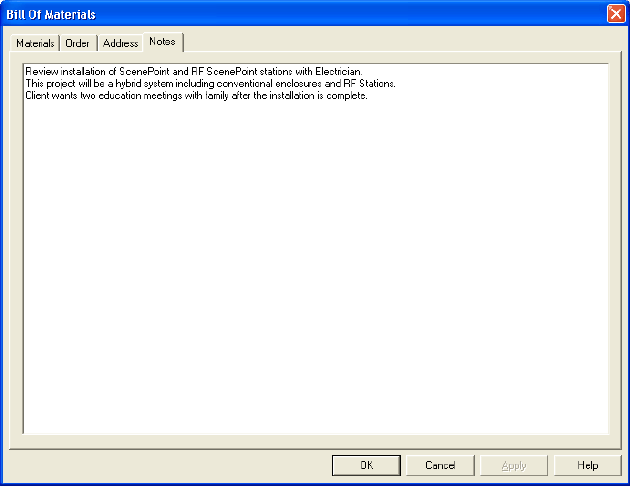 Bill Of Materials
Materials Order Address Notes
Review installation of ScenePoint and RF ScenePoint stations with Electrician.
This project will be a hybrid system including conventional enclosures and RF Stations.
Client wants two education meetings with family after the installation is complete.
OK Cancel Apply Help